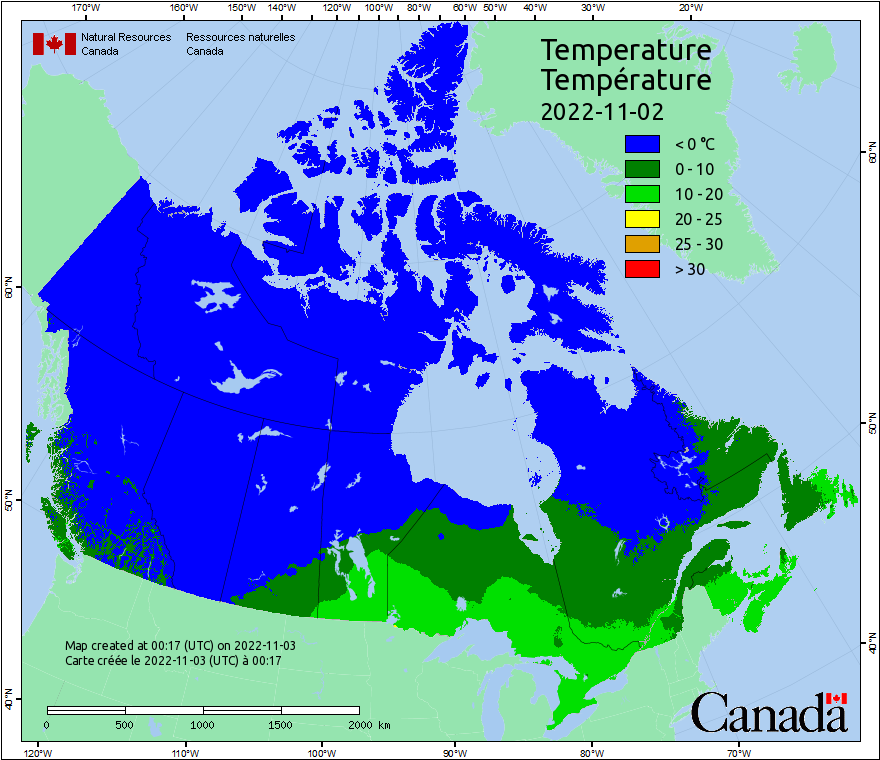 170°W 160°W 150°W 140°W 130°W 120°W 110°W 100°W 90°W 80°W 70°W 60°W 50°W 40°W 30°W 20°W
Natural Resources Ressources naturelles
Canada Canada
Temperature
Température
2022-11-02
< 0 °C
0 - 10
10 - 20
20 - 25
25 - 30
> 30
60°N
60°N
50°N
50°N
40°N
40°N
Map created at 00:17 (UTC) on 2022-11-03
Carte créée le 2022-11-03 (UTC) à 00:17
0 500 1000 1500 2000 km
Canada
120°W 110°W 100°W 90°W 80°W 70°W